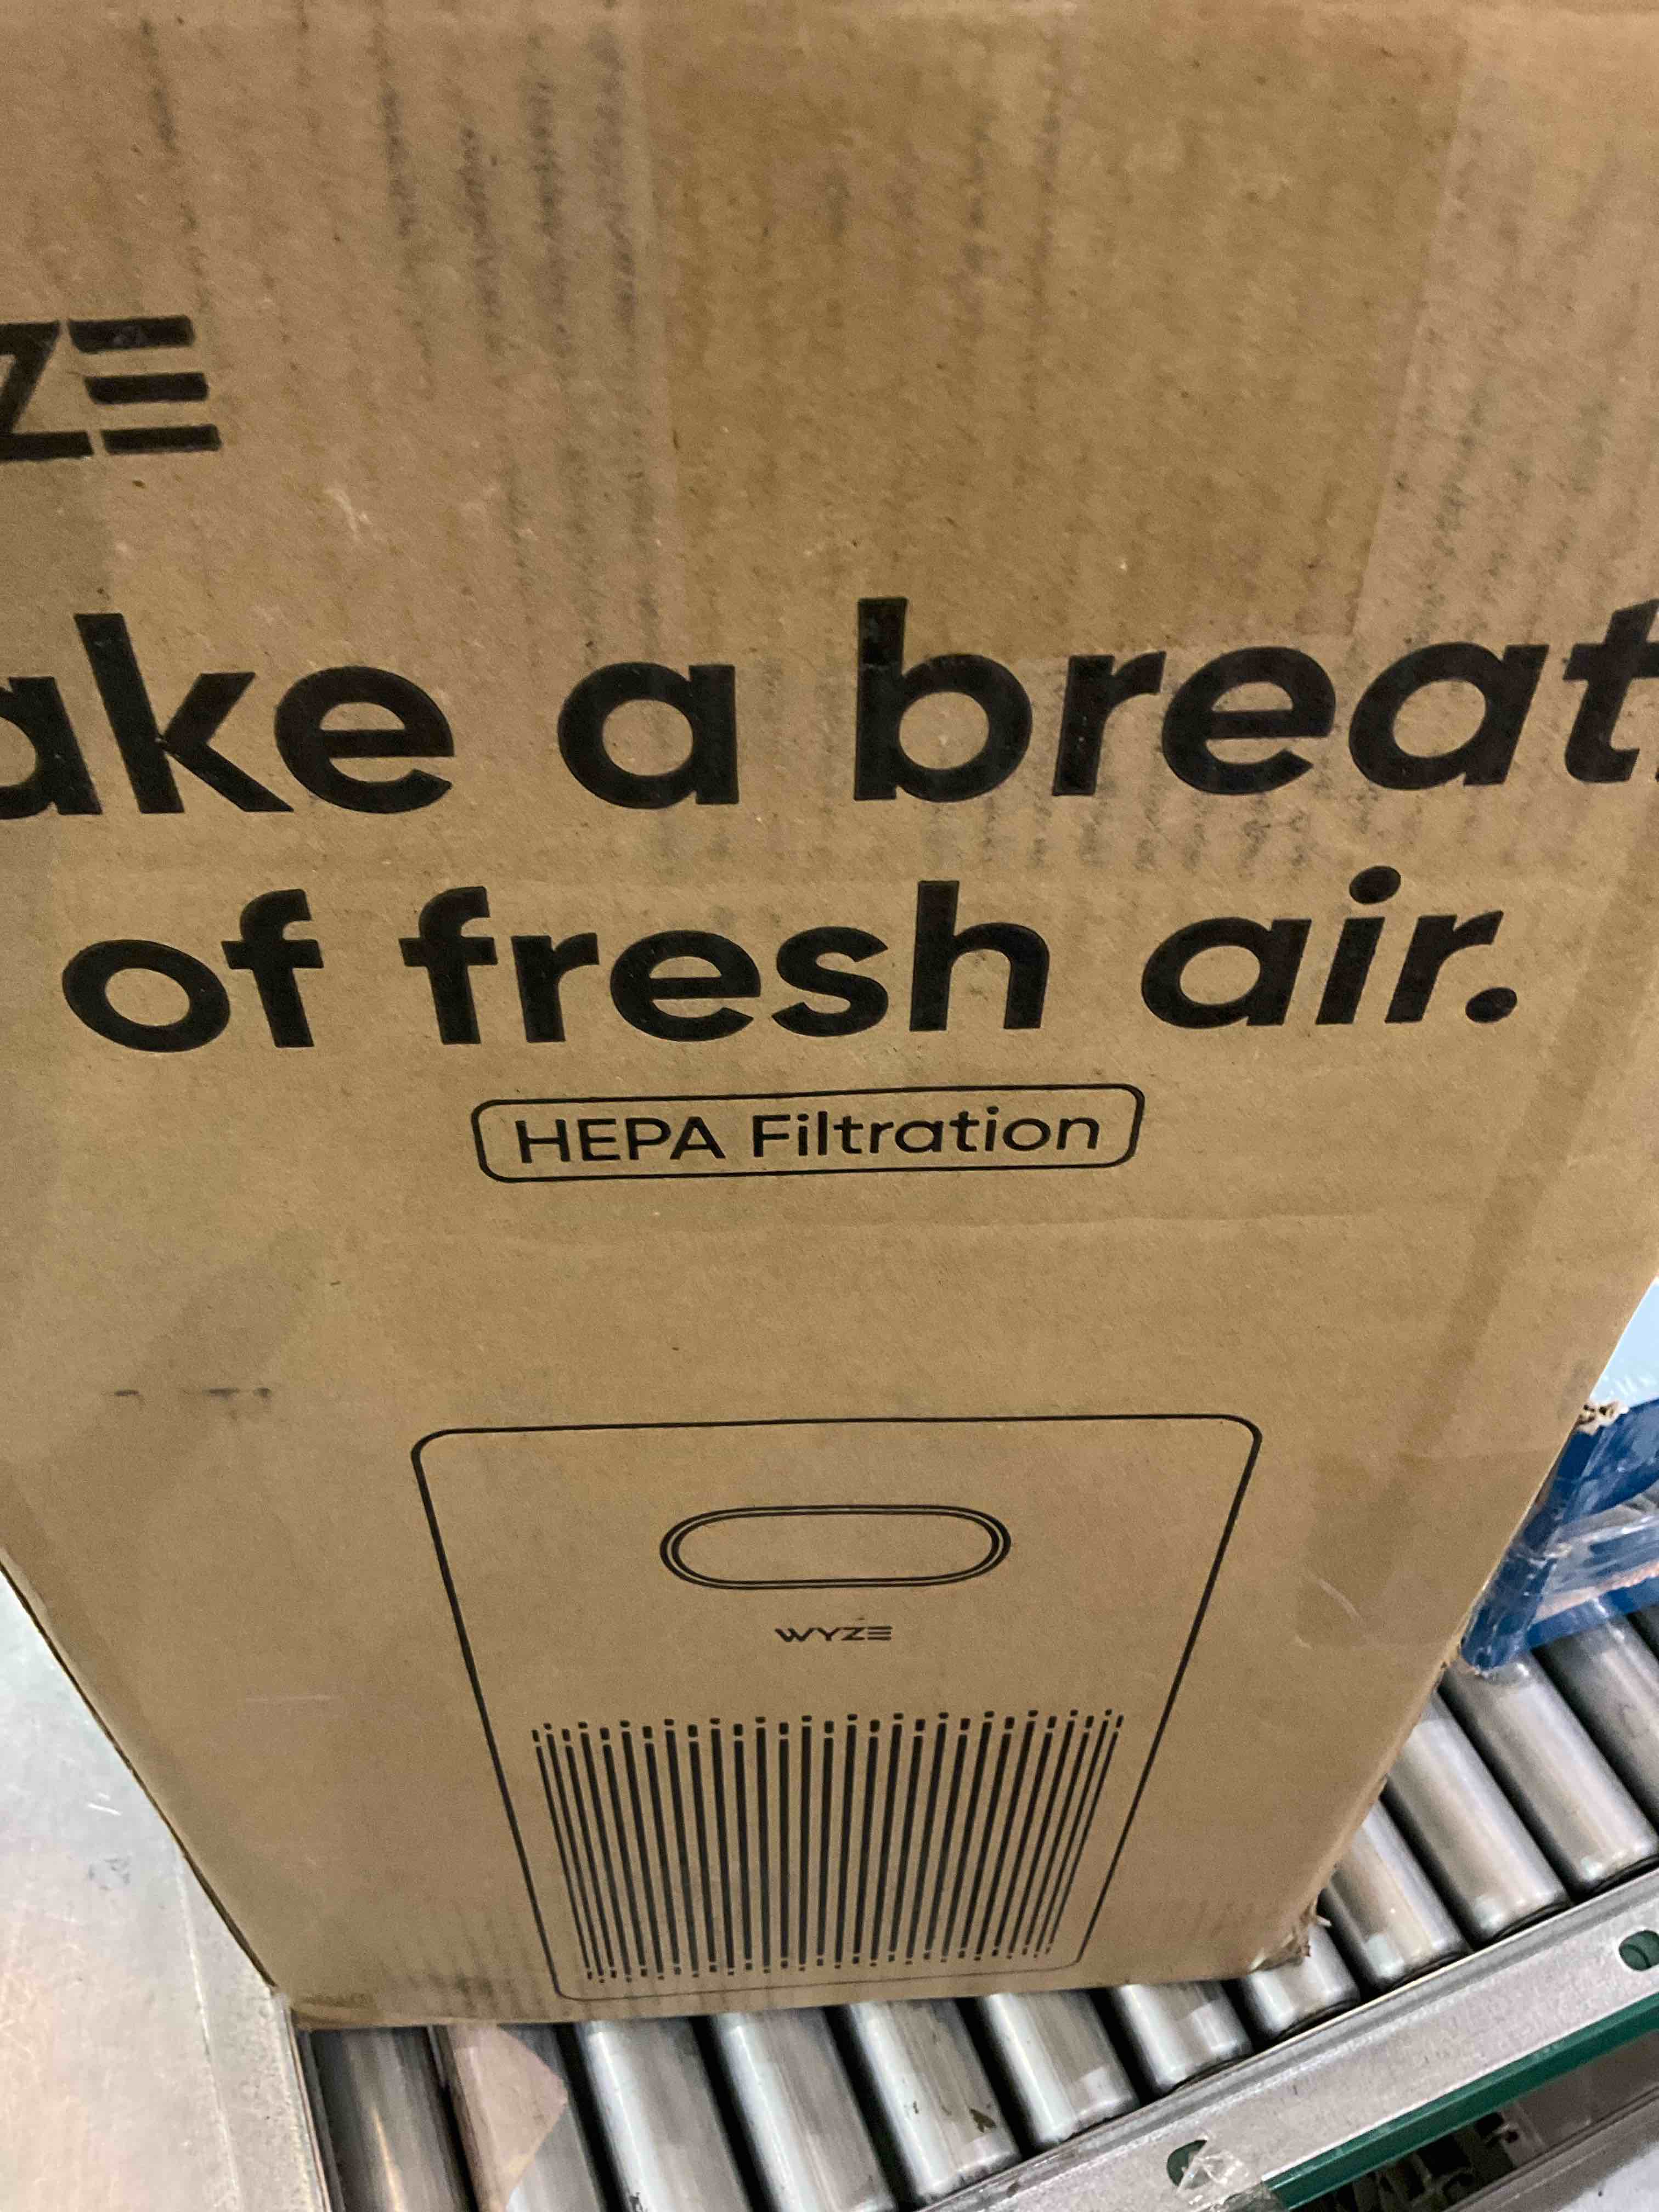 ZE
ake a breat
of fresh air.
HEPA Filtration
WYZE